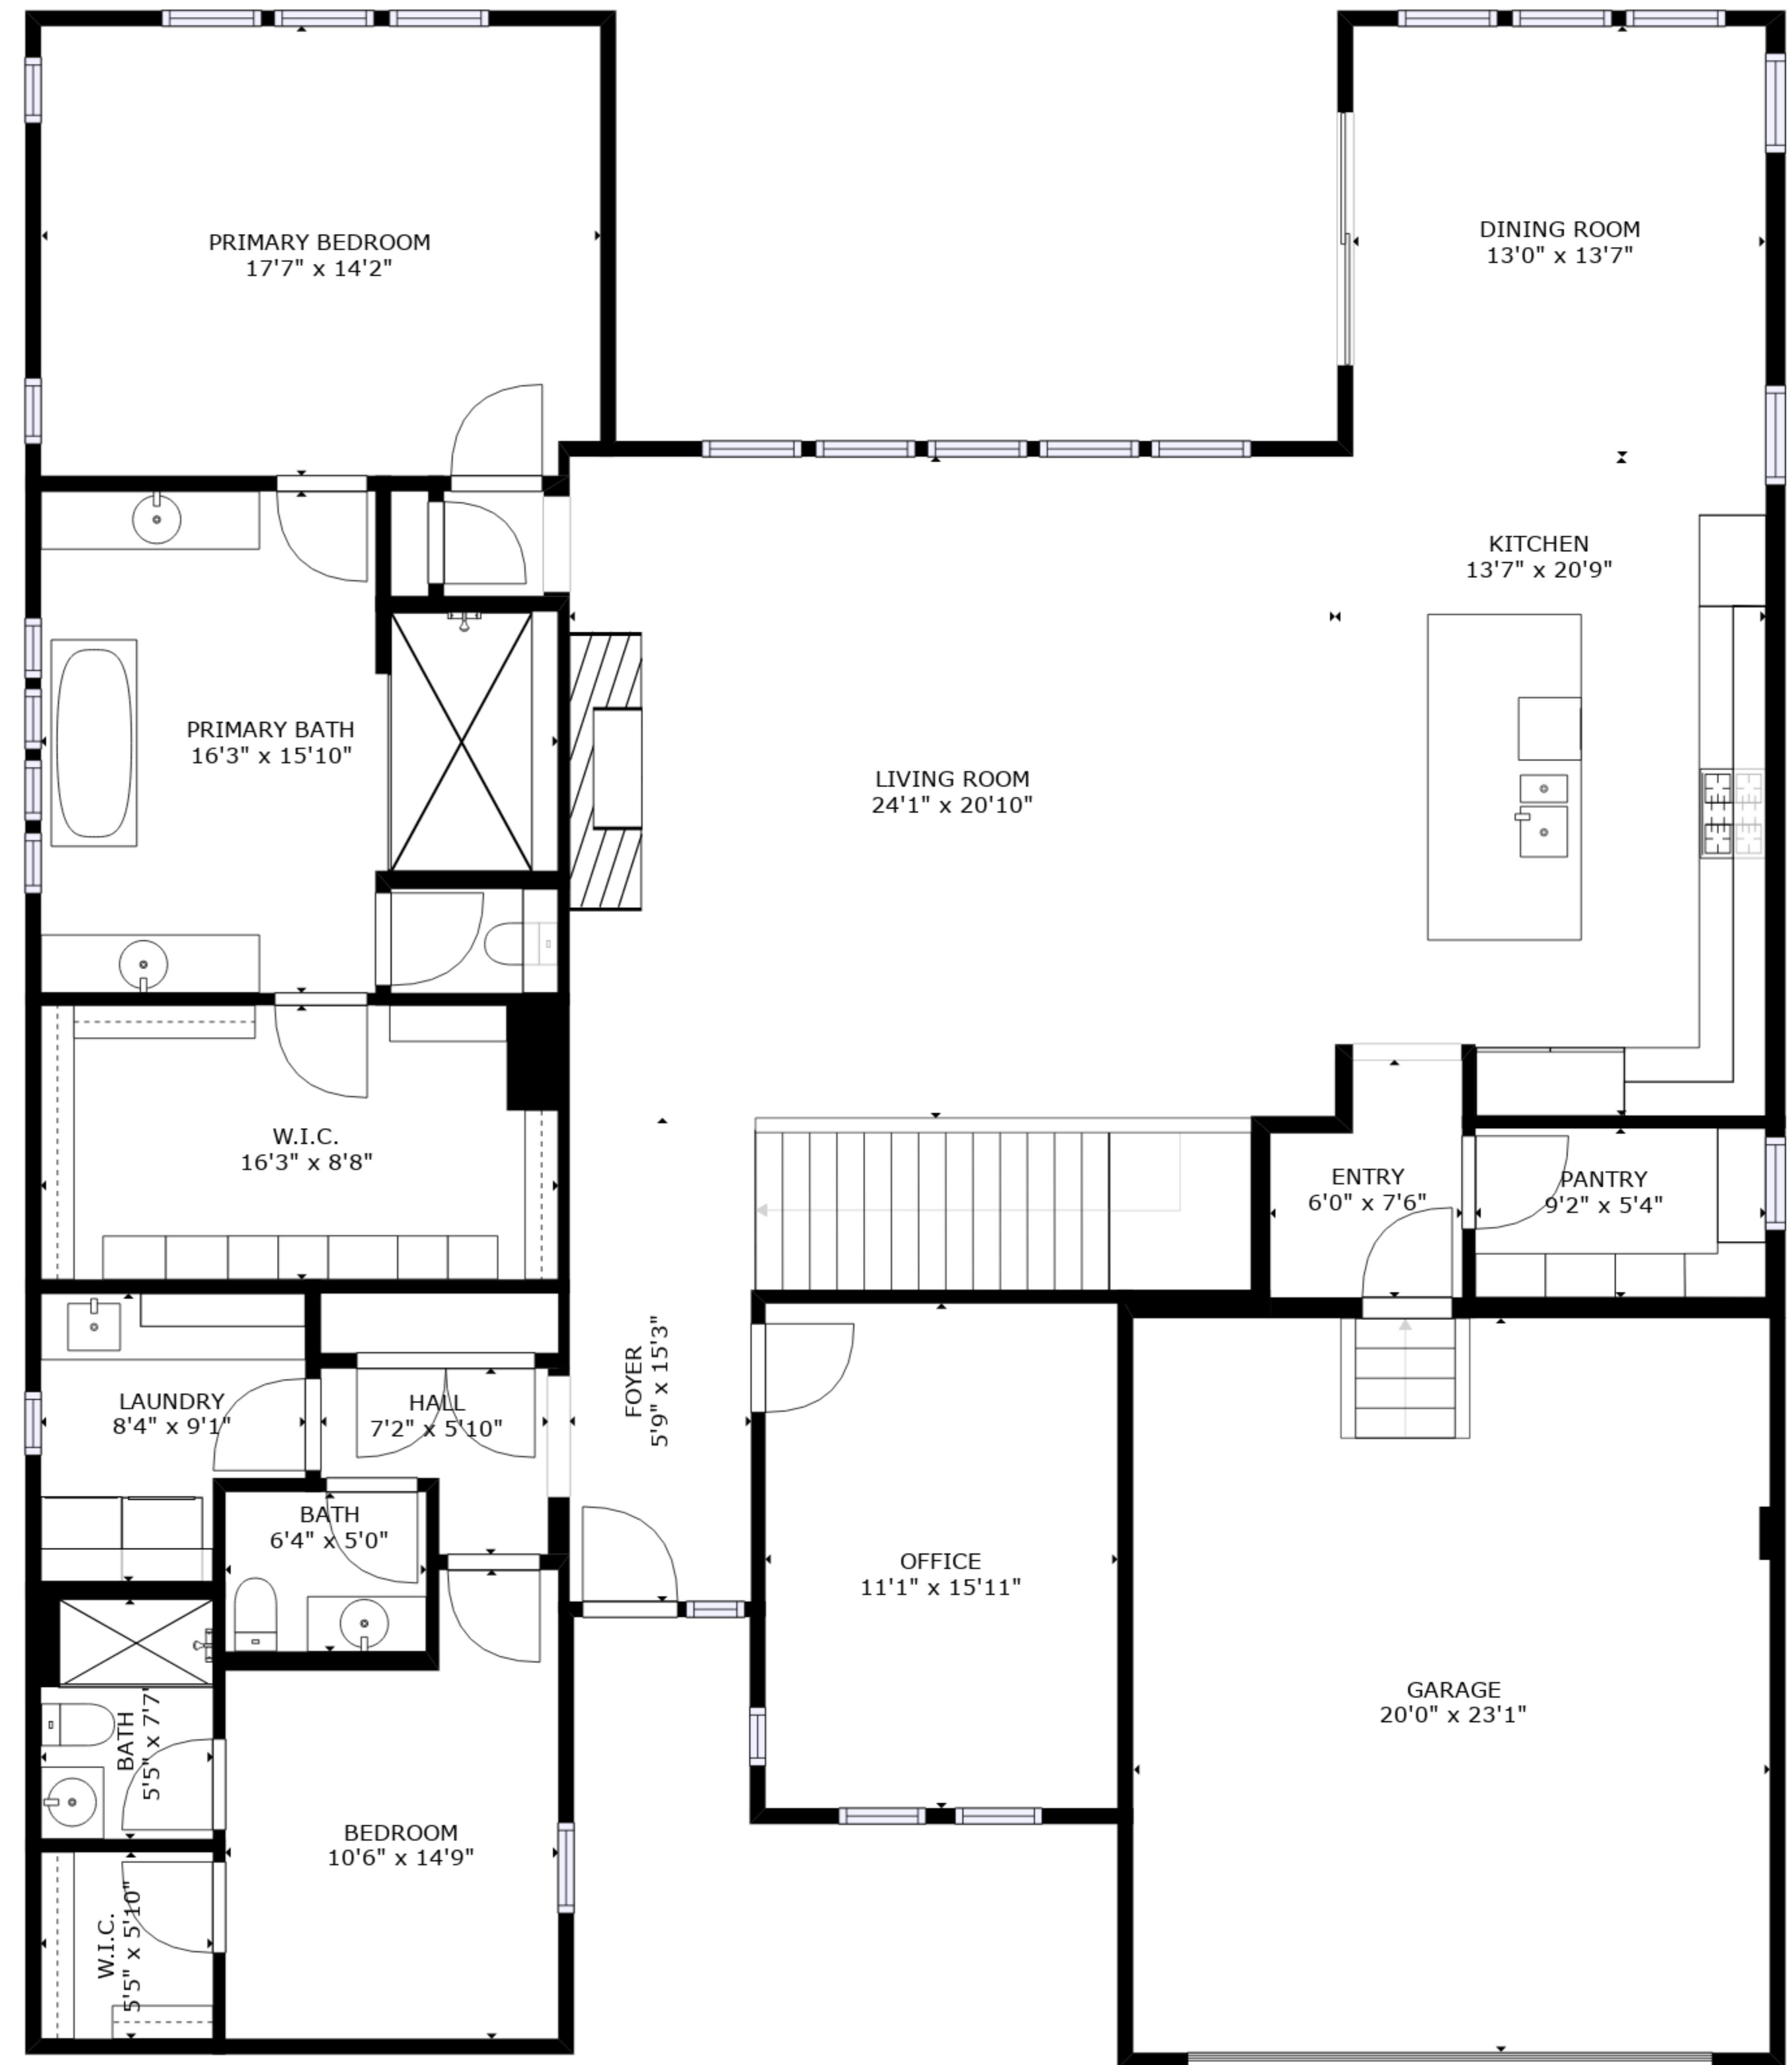 PRIMARY BEDROOM
17'7" x 14'2"
DINING ROOM
13'0" x 13'7"
KITCHEN
13'7" x 20'9"
PRIMARY BATH
16'3" x 15'10"
LIVING ROOM
24'1" x 20'10"
W.I.C.
16'3" x 8'8"
ENTRY
6'0" x 7'6"
PANTRY
9'2" x 5'4"
LAUNDRY
8'4" x 9'1"
HALL
7'2" x 5'10"
FOYER
5'9" x 15'3"
BATH
6'4" x 5'0"
OFFICE
11'1" x 15'11"
GARAGE
20'0" x 23'1"
BATH
5'5" x 7'7'
BEDROOM
10'6" x 14'9"
W.I.C.
5'5" x 5'10"